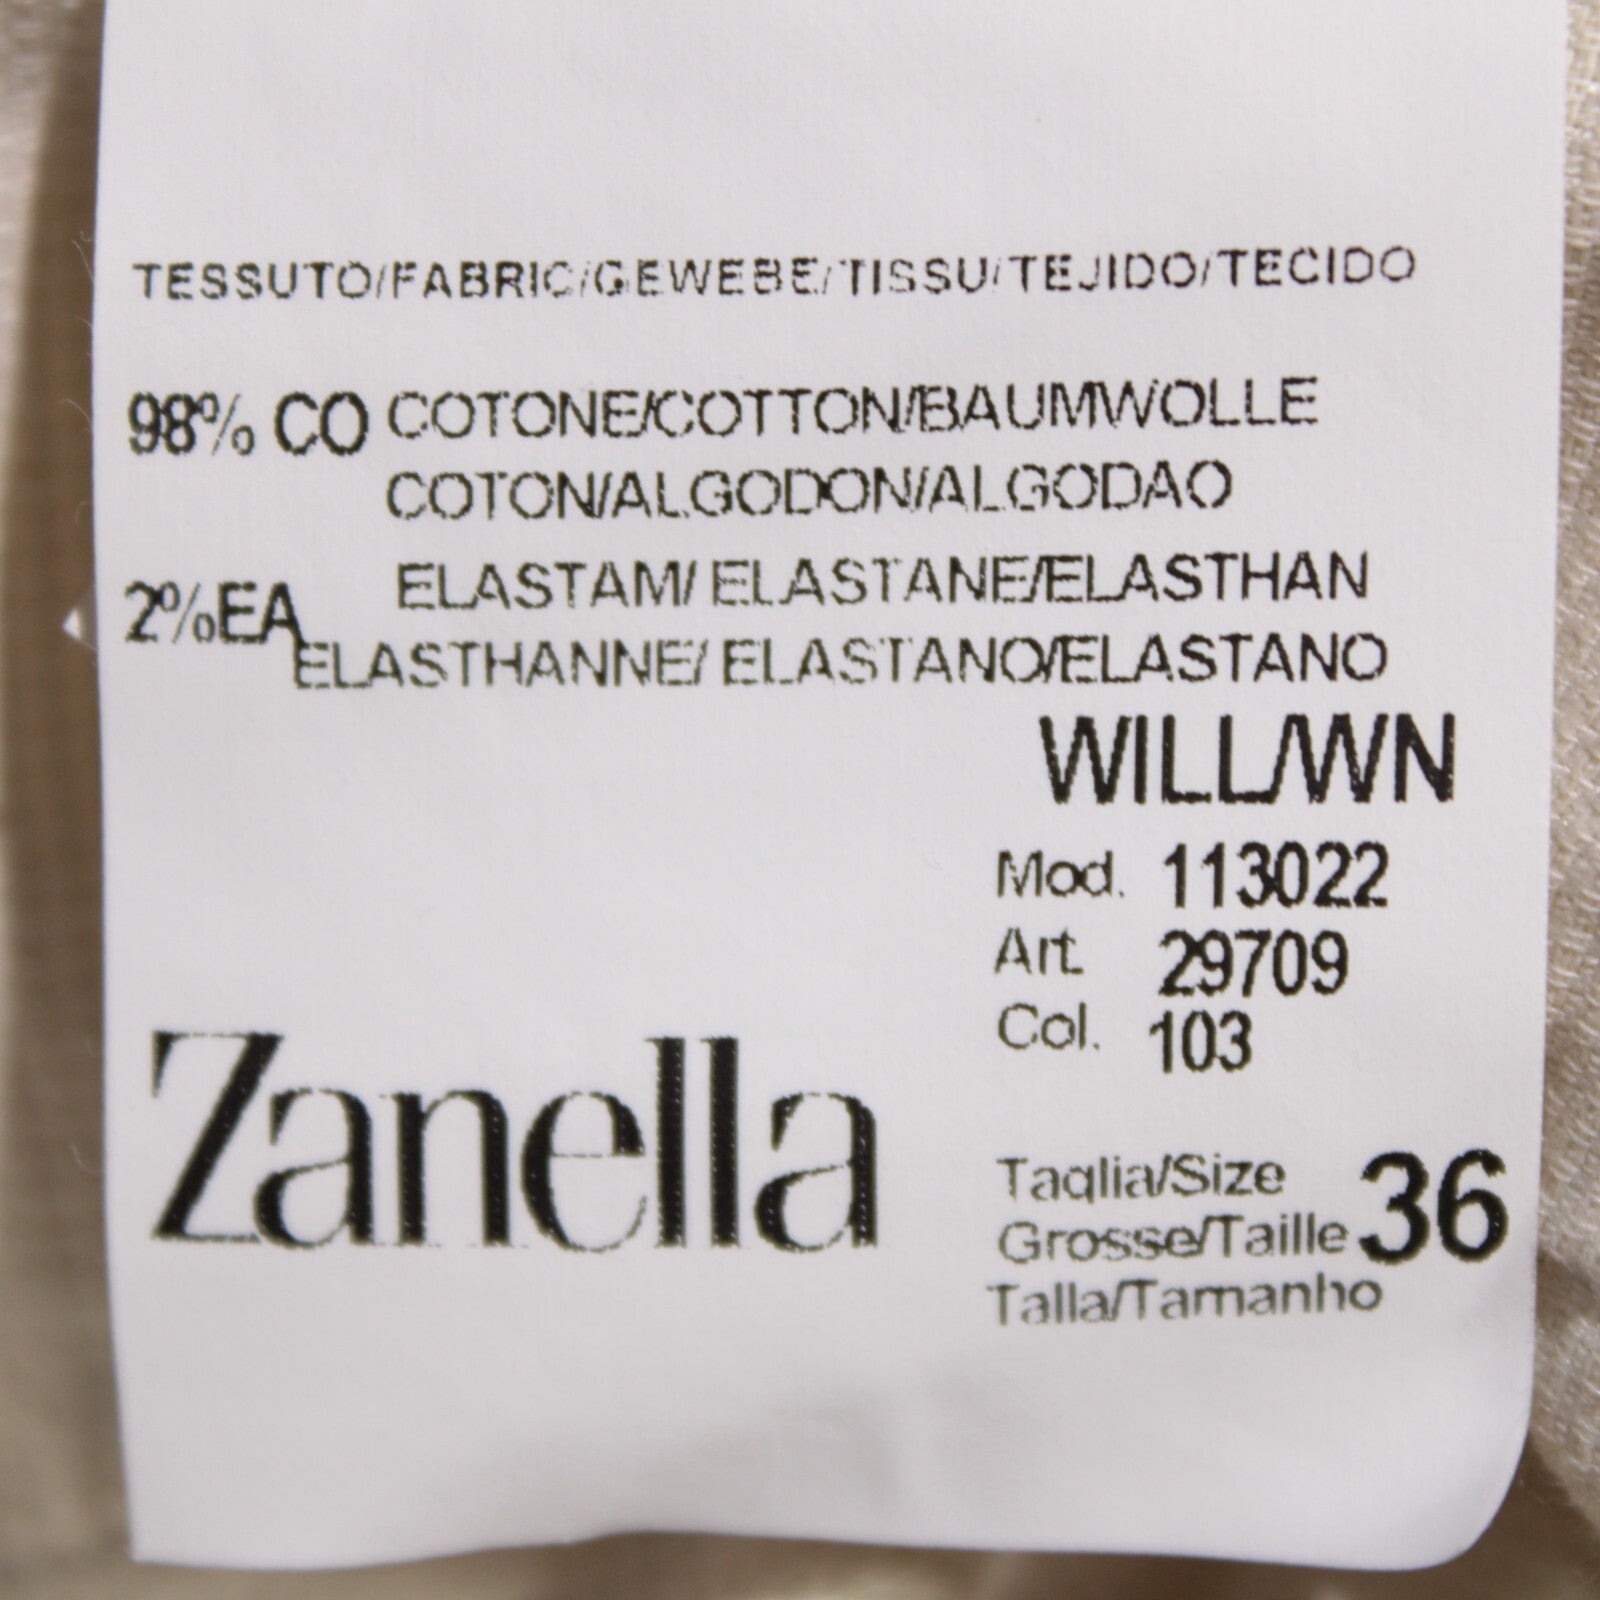 TESSUTO/FABRIC/GEWEBE/TISSU/TEJIDO/TECIDO
98% CO COTONE/COTTON/BAUMWOLLE
COTON/ALGODON/ALGODAO
2%EA ELASTAM/ ELASTANE/ELASTHAN
ELASTHANNE/ ELASTANO/ELASTANO
WILL/WN
Mod. 113022
Art. 29709
Col. 103
Zanella
Taglia/Size
Grosse/Taille 36
Talla/Tamanho